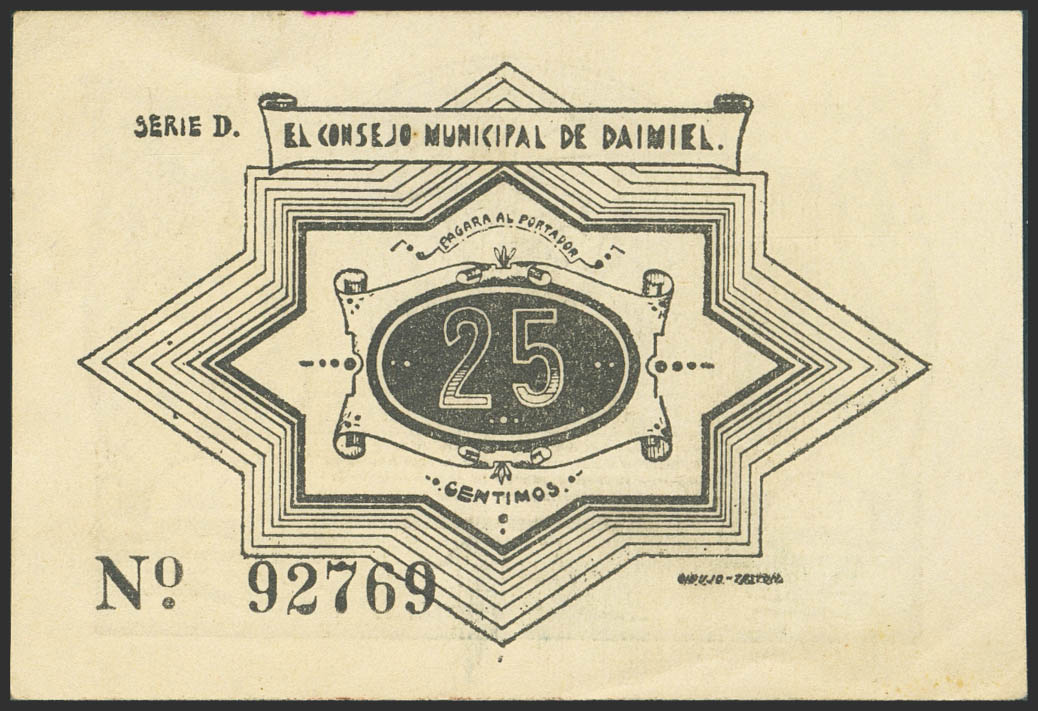 SERIE D.
EL CONSEJO MUNICIPAL DE DAIMIEL.
PAGARA AL PORTADOR
25
CENTIMOS.
Nº 92769